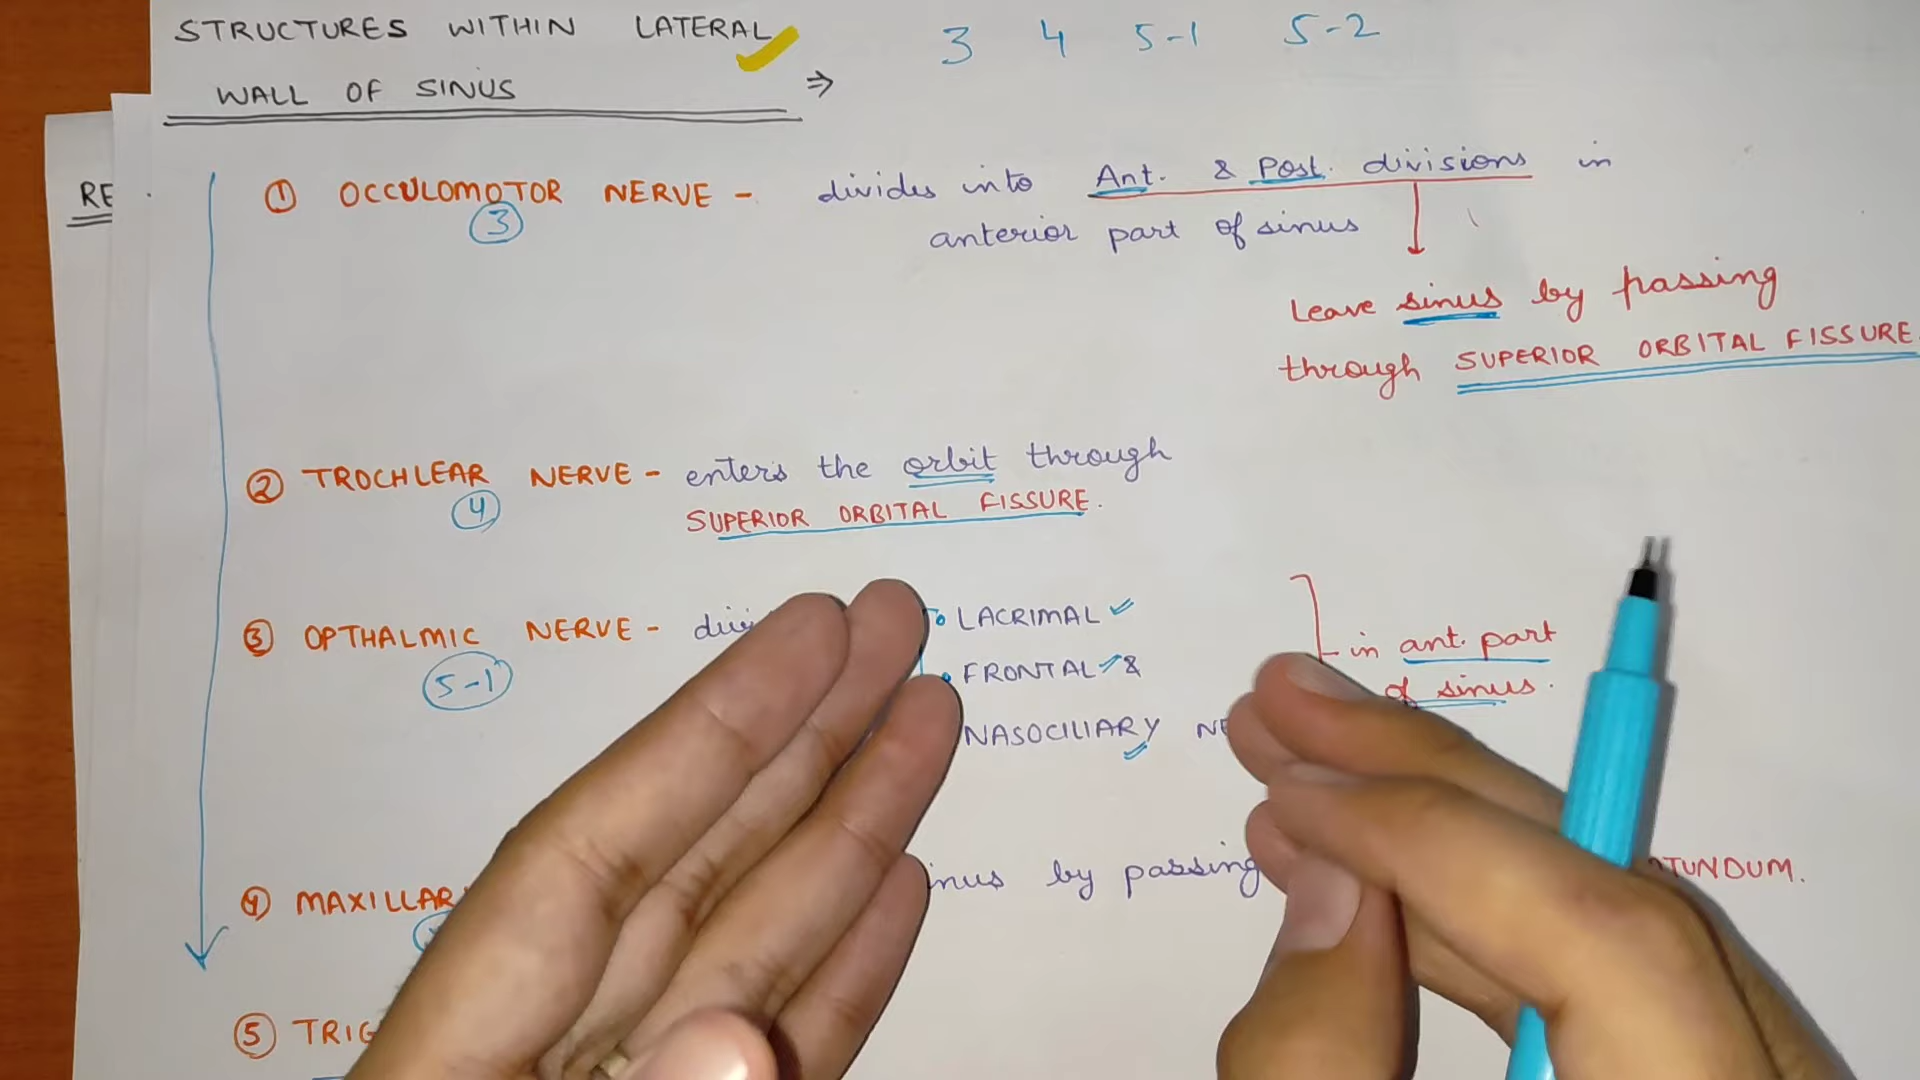 STRUCTURES WITHIN LATERAL
WALL OF SINUS ⇒
3 4 5-1 5-2
RE
① OCCULOMOTOR NERVE - divides into Ant. & Post. divisions in
3
anterior part of sinus
Leave sinus by passing
through SUPERIOR ORBITAL FISSURE.
② TROCHLEAR NERVE - enters the orbit through
4
SUPERIOR ORBITAL FISSURE.
③ OPTHALMIC NERVE -
5-1
LACRIMAL
FRONTAL &
NASOCILIARY
in ant. part
of sinus.
④ MAXILLAR
by passing
TUNDUM.
⑤ TRIG